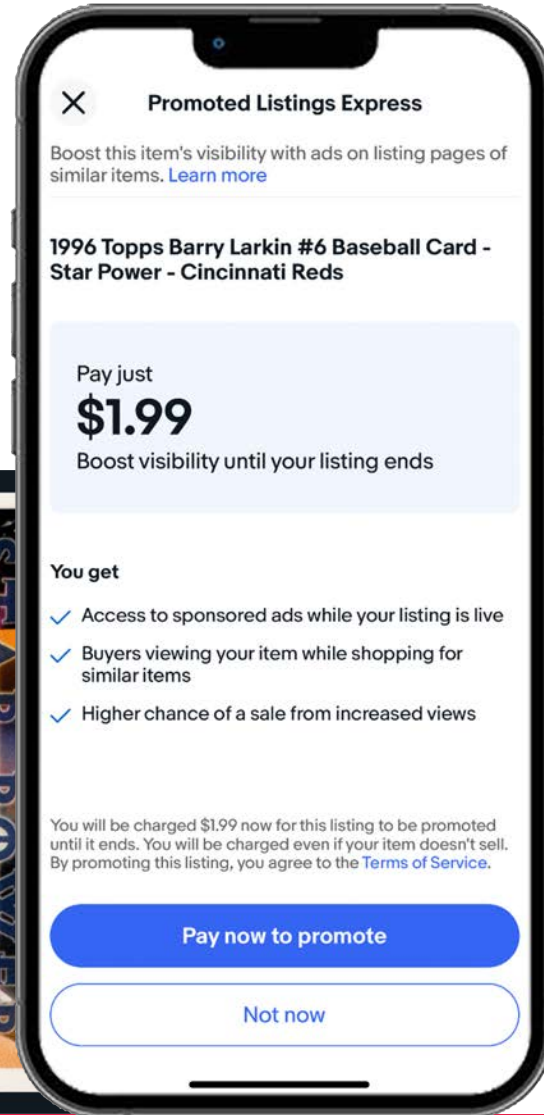 Promoted Listings Express
Boost this item's visibility with ads on listing pages of
similar items. Learn more
1996 Topps Barry Larkin #6 Baseball Card -
Star Power - Cincinnati Reds
Pay just
$1.99
Boost visibility until your listing ends
You get
Access to sponsored ads while your listing is live
Buyers viewing your item while shopping for
similar items
Higher chance of a sale from increased views
You will be charged $1.99 now for this listing to be promoted
until it ends. You will be charged even if your item doesn't sell.
By promoting this listing, you agree to the Terms of Service.
Pay now to promote
Not now
STAR POWER